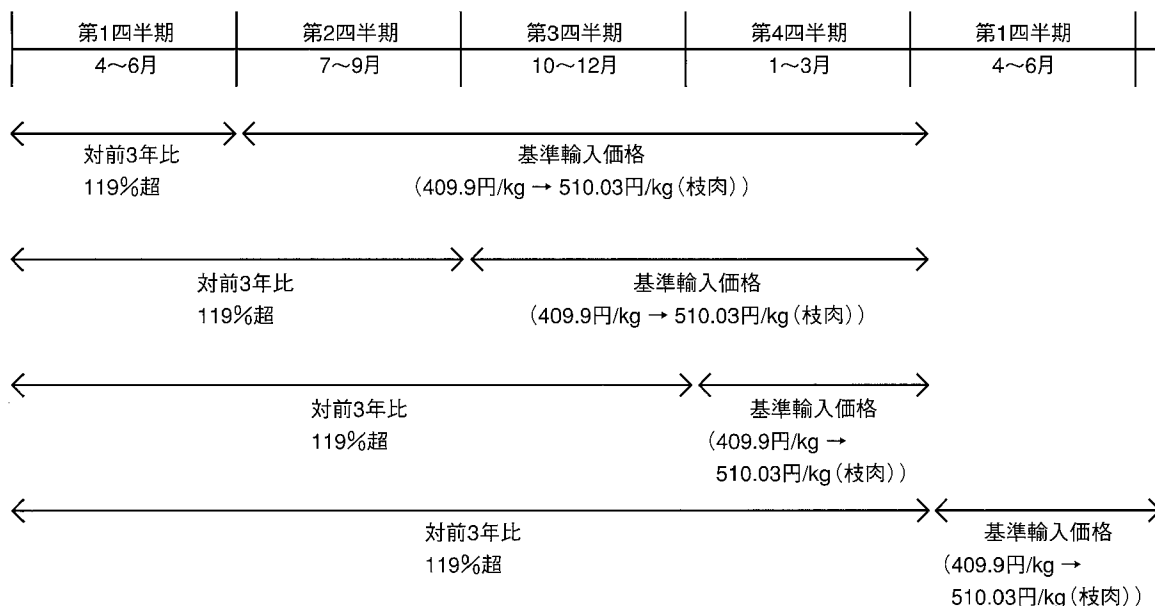 第1四半期 第2四半期 第3四半期 第4四半期 第1四半期
4～6月 7～9月 10～12月 1～3月 4～6月
対前3年比
119％超
基準輸入価格
（409.9円/kg → 510.03円/kg（枝肉））
対前3年比
119％超
基準輸入価格
（409.9円/kg → 510.03円/kg（枝肉））
対前3年比
119％超
基準輸入価格
（409.9円/kg →
510.03円/kg（枝肉））
対前3年比
119％超
基準輸入価格
（409.9円/kg →
510.03円/kg（枝肉））